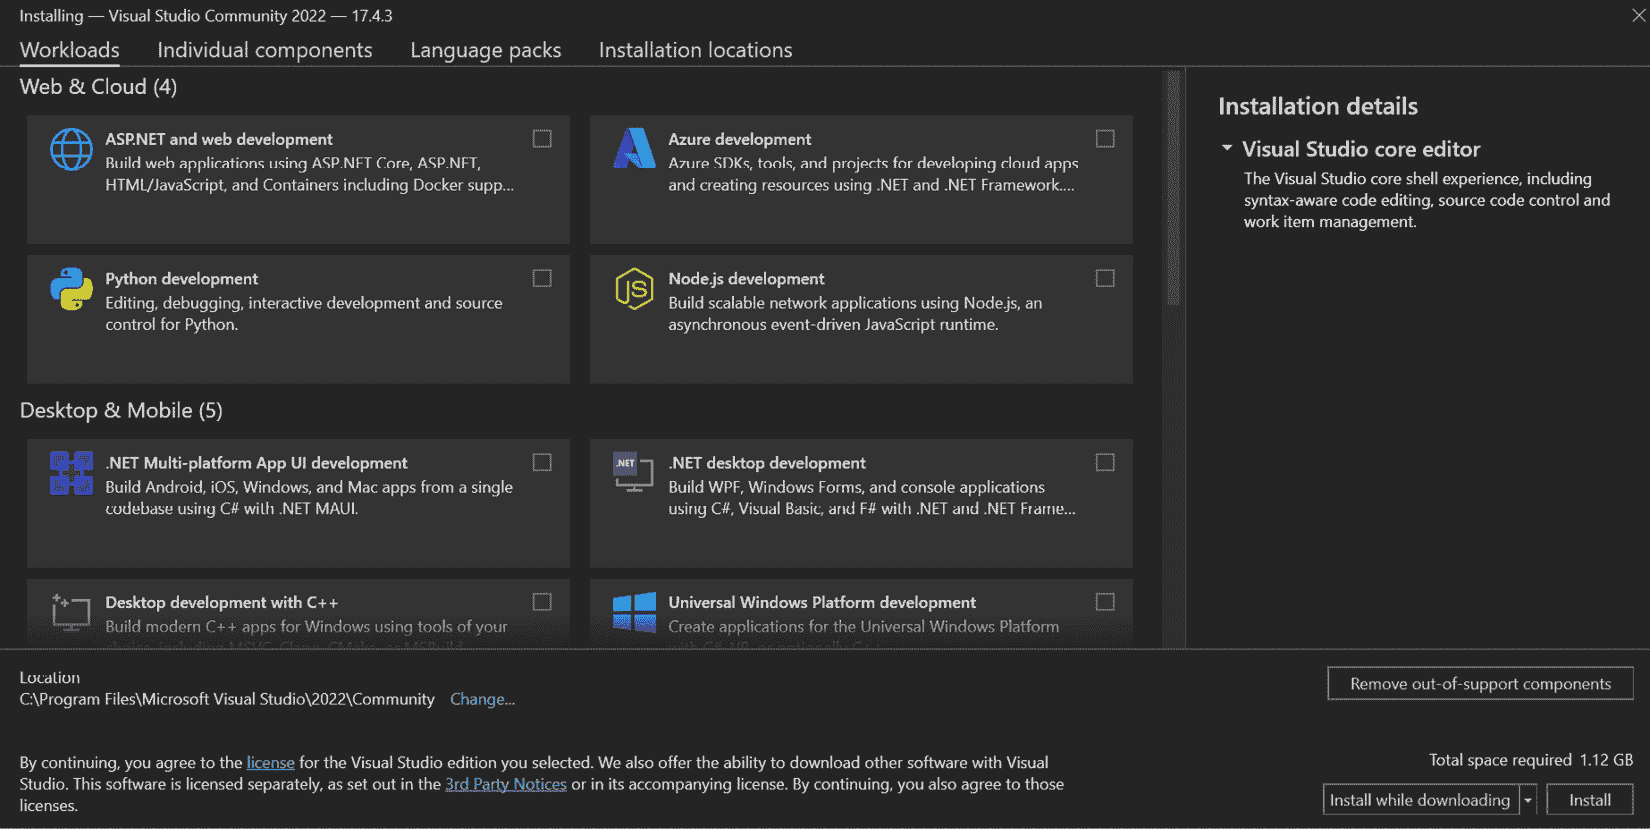 Installing — Visual Studio Community 2022 — 17.4.3
Workloads Individual components Language packs Installation locations
Web & Cloud (4)
ASP.NET and web development
Build web applications using ASP.NET Core, ASP.NET,
HTML/JavaScript, and Containers including Docker supp...
Azure development
Azure SDKs, tools, and projects for developing cloud apps
and creating resources using .NET and .NET Framework....
Python development
Editing, debugging, interactive development and source
control for Python.
JS
Node.js development
Build scalable network applications using Node.js, an
asynchronous event-driven JavaScript runtime.
Desktop & Mobile (5)
.NET Multi-platform App UI development
Build Android, iOS, Windows, and Mac apps from a single
codebase using C# with .NET MAUI.
.NET
.NET desktop development
Build WPF, Windows Forms, and console applications
using C#, Visual Basic, and F# with .NET and .NET Frame...
Desktop development with C++
Build modern C++ apps for Windows using tools of your
choice, including MSVC, Clang, CMake, or MSBuild.
Universal Windows Platform development
Create applications for the Universal Windows Platform
with C#, VB, or optionally C++.
Installation details
Visual Studio core editor
The Visual Studio core shell experience, including
syntax-aware code editing, source code control and
work item management.
Location
C:\Program Files\Microsoft Visual Studio\2022\Community Change...
Remove out-of-support components
By continuing, you agree to the license for the Visual Studio edition you selected. We also offer the ability to download other software with Visual
Studio. This software is licensed separately, as set out in the 3rd Party Notices or in its accompanying license. By continuing, you also agree to those
licenses.
Total space required 1.12 GB
Install while downloading
Install